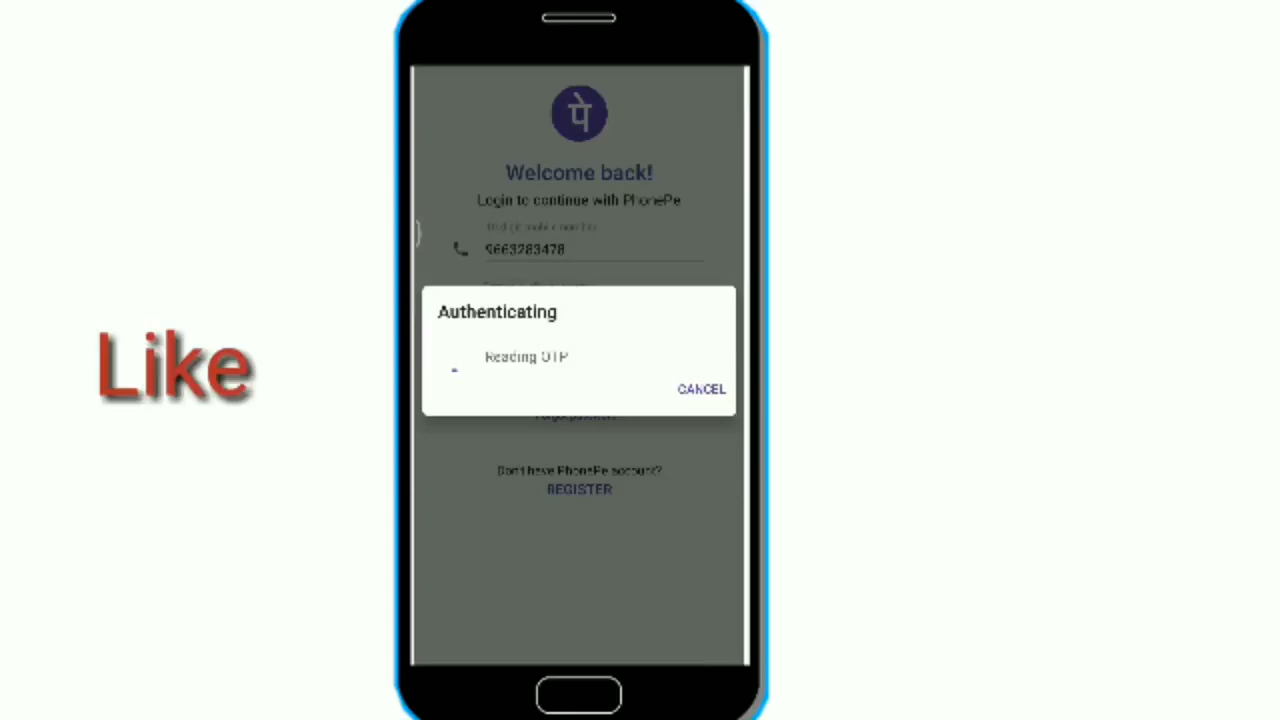 पे
Welcome back!
Login to continue with PhonePe
9663283478
Authenticating
Reading OTP
CANCEL
Like
Don't have PhonePe account?
REGISTER